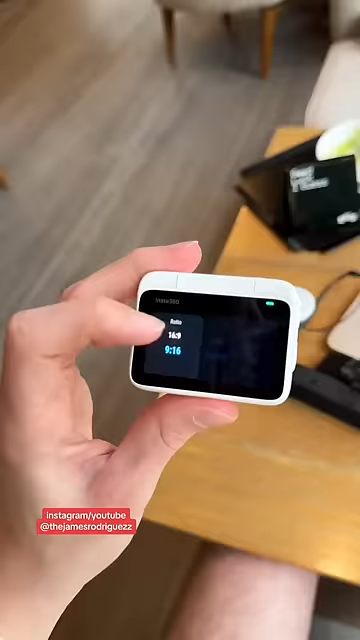 Insta360
Ratio
16:9
9:16
instagram/youtube
@thejamesrodriguezz